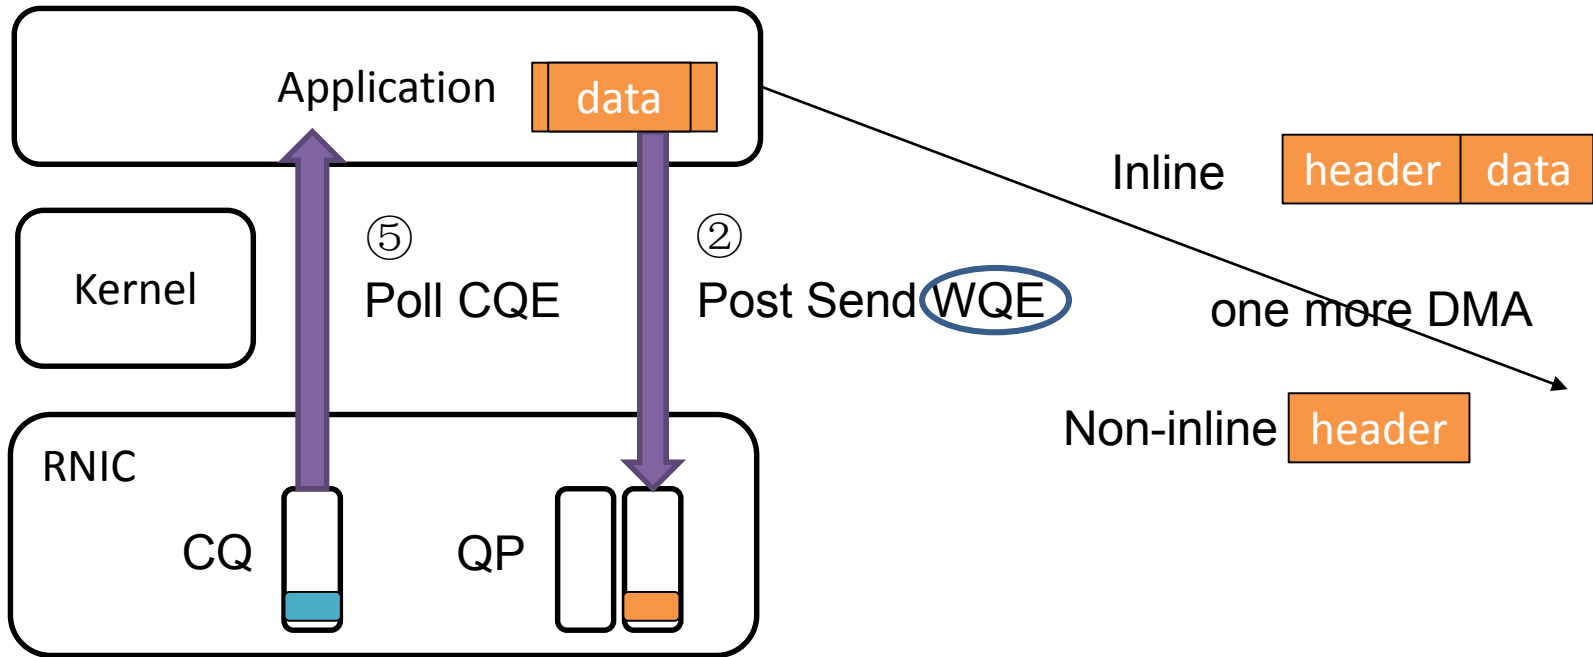 Application
data
Inline
header
data
⑤
②
Kernel
Poll CQE
Post Send WQE
one more DMA
Non-inline
header
RNIC
CQ
QP